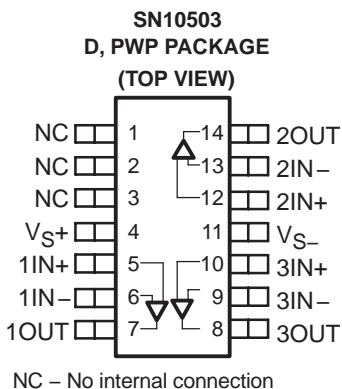 SN10503
D, PWP PACKAGE
(TOP VIEW)
NC 1 14 2OUT
NC 2 13 2IN−
NC 3 12 2IN+
VS+ 4 11 VS−
1IN+ 5 10 3IN+
1IN− 6 9 3IN−
1OUT 7 8 3OUT
NC − No internal connection